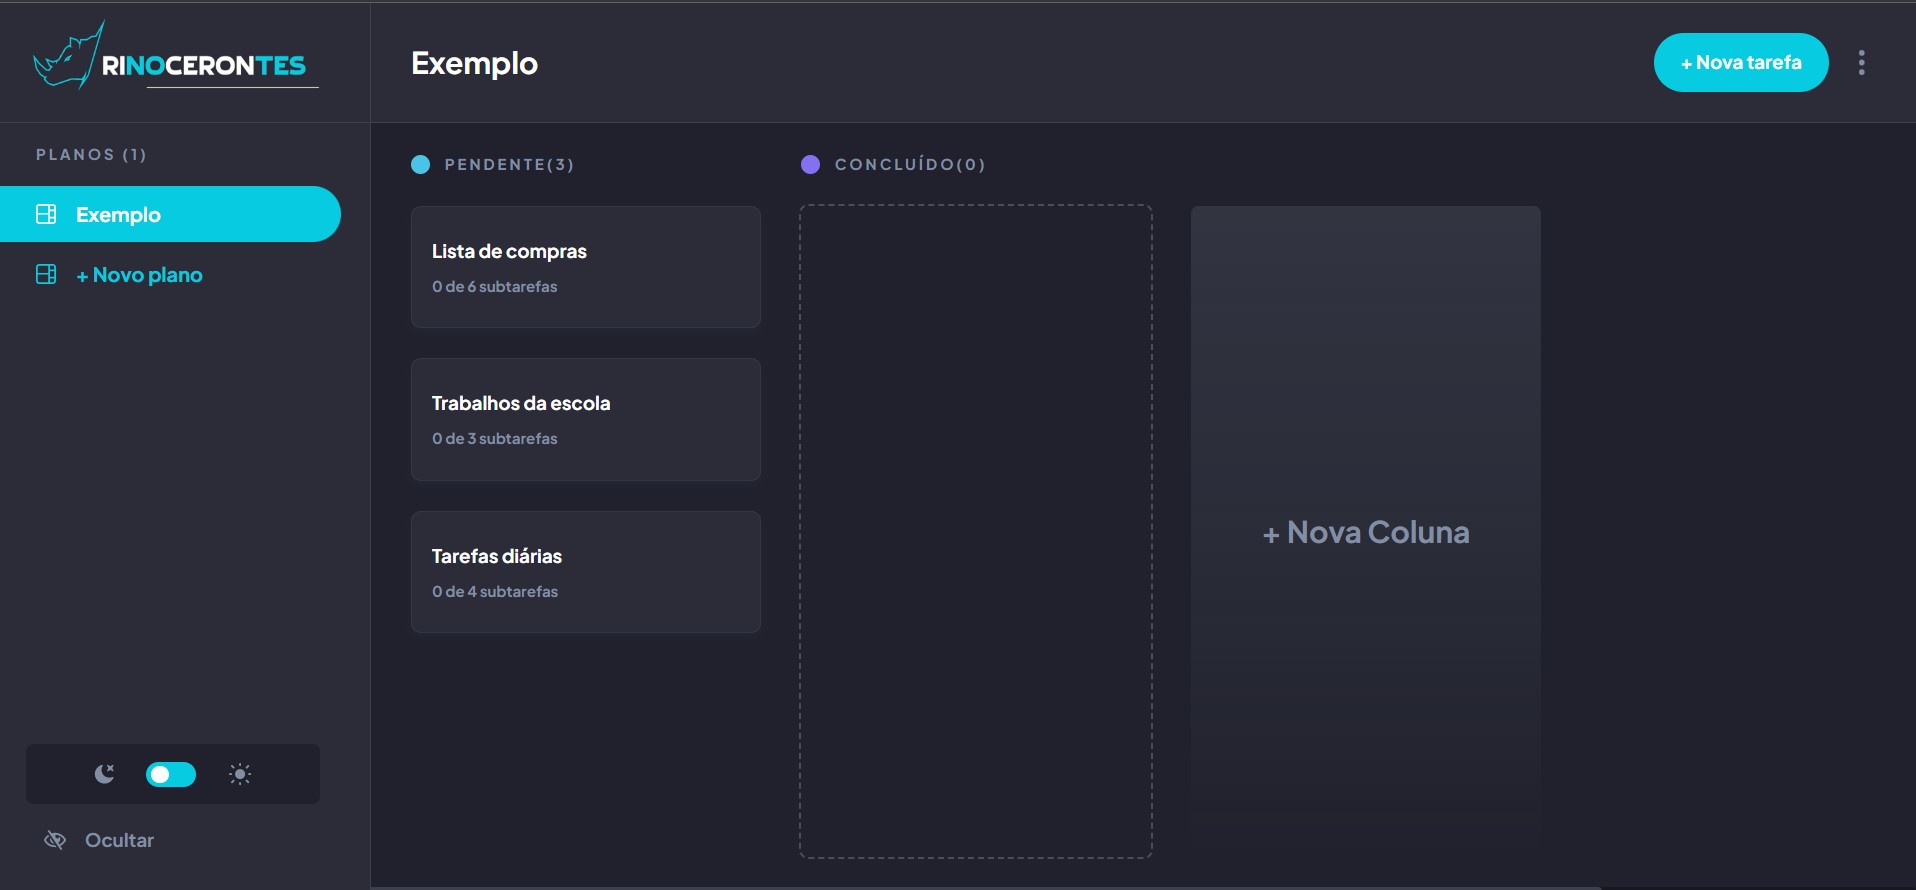 RINOCERONTES
PLANOS (1)
Exemplo
+ Novo plano
Ocultar
Exemplo
+ Nova tarefa
PENDENTE(3)
Lista de compras
0 de 6 subtarefas
Trabalhos da escola
0 de 3 subtarefas
Tarefas diárias
0 de 4 subtarefas
CONCLUÍDO(0)
+ Nova Coluna